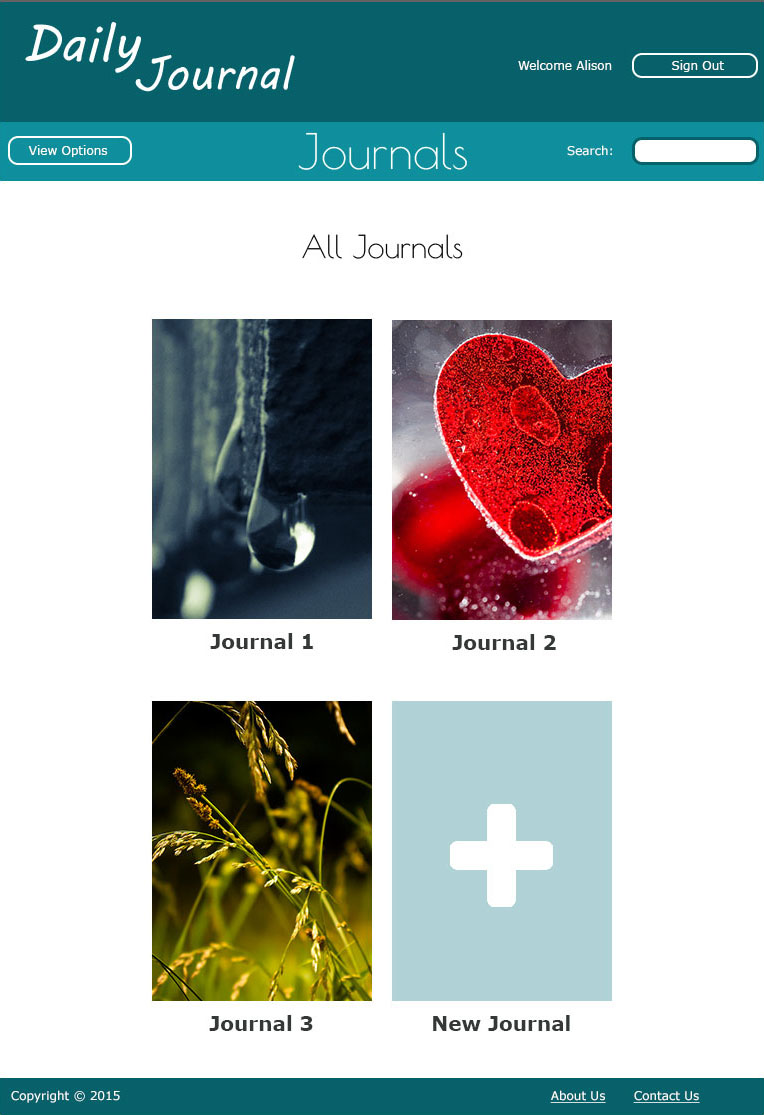 Daily
Journal
Welcome Alison
Sign Out
View Options
Journals
Search:
All Journals
Journal 1
Journal 2
Journal 3
New Journal
Copyright © 2015
About Us
Contact Us